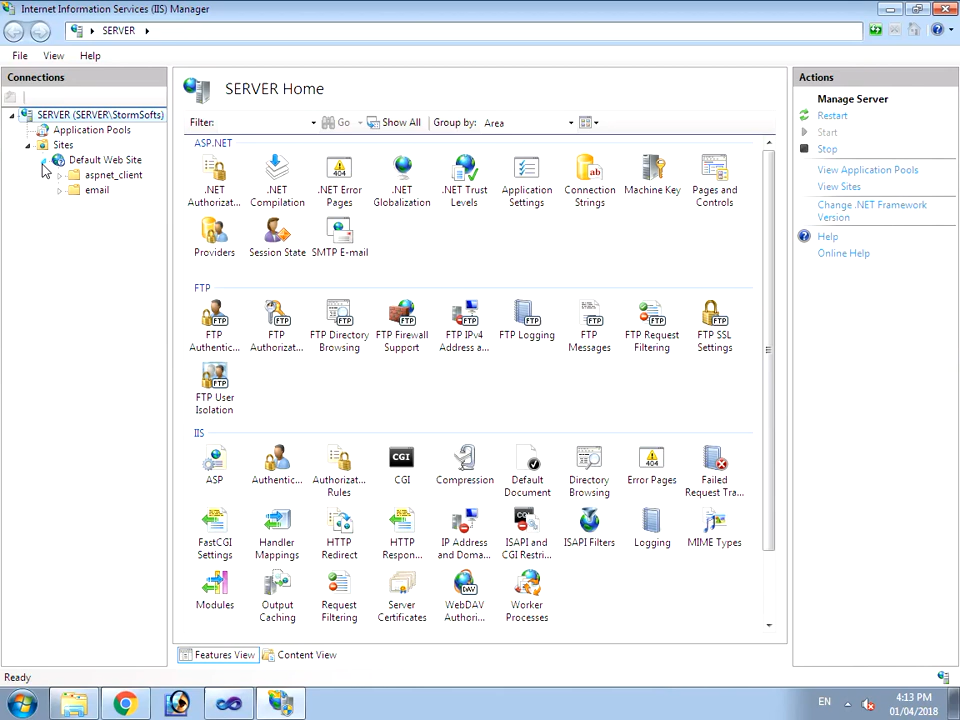 Internet Information Services (IIS) Manager
SERVER
File View Help
Connections
SERVER (SERVER\StormSofts)
Application Pools
Sites
Default Web Site
aspnet_client
email
SERVER Home
Filter: Go Show All Group by: Area
ASP.NET
.NET Authorizat...
.NET Compilation
.NET Error Pages
.NET Globalization
.NET Trust Levels
Application Settings
Connection Strings
Machine Key
Pages and Controls
Providers
Session State
SMTP E-mail
FTP
FTP Authentic...
FTP Authorizat...
FTP Directory Browsing
FTP Firewall Support
FTP IPv4 Address a...
FTP Logging
FTP Messages
FTP Request Filtering
FTP SSL Settings
FTP User Isolation
IIS
ASP
Authentic...
Authorizat... Rules
CGI
Compression
Default Document
Directory Browsing
Error Pages
Failed Request Tra...
FastCGI Settings
Handler Mappings
HTTP Redirect
HTTP Respon...
IP Address and Doma...
ISAPI and CGI Restri...
ISAPI Filters
Logging
MIME Types
Modules
Output Caching
Request Filtering
Server Certificates
WebDAV Authori...
Worker Processes
Features View Content View
Actions
Manage Server
Restart
Start
Stop
View Application Pools
View Sites
Change .NET Framework
Version
Help
Online Help
Ready
EN
4:13 PM
01/04/2018